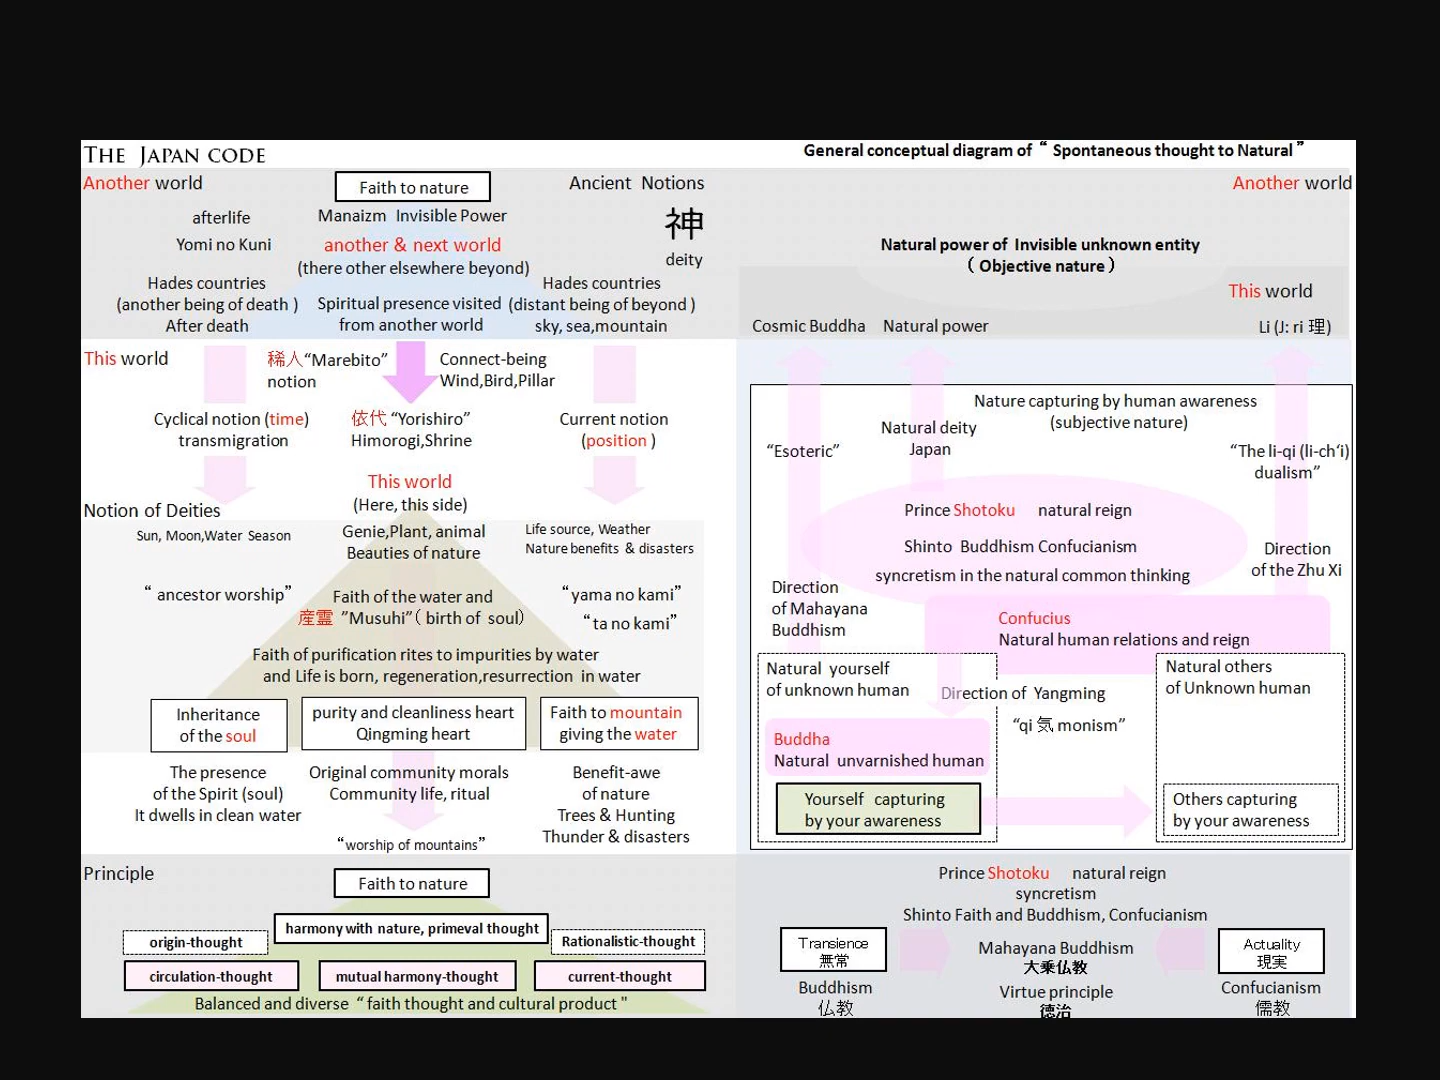 THE JAPAN CODE
General conceptual diagram of “ Spontaneous thought to Natural ”
Another world
Faith to nature
Ancient Notions
afterlife
Manaizm Invisible Power
神
Yomi no Kuni
another & next world
deity
(there other elsewhere beyond)
Hades countries
Hades countries
(another being of death )
Spiritual presence visited
(distant being of beyond )
After death
from another world
sky, sea,mountain
This world
稀人“Marebito”
notion
Connect-being
Wind,Bird,Pillar
Cyclical notion (time)
transmigration
依代 “Yorishiro”
Himorogi,Shrine
Current notion
(position )
This world
(Here, this side)
Notion of Deities
Sun, Moon,Water Season
Genie,Plant, animal
Beauties of nature
Life source, Weather
Nature benefits & disasters
“ ancestor worship”
Faith of the water and
産霊 ”Musuhi”( birth of soul)
“yama no kami”
“ta no kami”
Faith of purification rites to impurities by water
and Life is born, regeneration,resurrection in water
Inheritance
of the soul
purity and cleanliness heart
Qingming heart
Faith to mountain
giving the water
The presence
of the Spirit (soul)
It dwells in clean water
Original community morals
Community life, ritual
“worship of mountains”
Benefit-awe
of nature
Trees & Hunting
Thunder & disasters
Principle
Faith to nature
harmony with nature, primeval thought
origin-thought
Rationalistic-thought
circulation-thought
mutual harmony-thought
current-thought
Balanced and diverse “ faith thought and cultural product "
Another world
Natural power of Invisible unknown entity
( Objective nature )
This world
Cosmic Buddha
Natural power
Li (J: ri 理)
Nature capturing by human awareness
(subjective nature)
“Esoteric”
Natural deity
Japan
“The li-qi (li-ch‘i)
dualism”
Prince Shotoku natural reign
Shinto Buddhism Confucianism
syncretism in the natural common thinking
Direction
of the Zhu Xi
Direction
of Mahayana
Buddhism
Confucius
Natural human relations and reign
Natural yourself
of unknown human
Natural others
of Unknown human
Direction of Yangming
“qi 気 monism”
Buddha
Natural unvarnished human
Yourself capturing
by your awareness
Others capturing
by your awareness
Prince Shotoku natural reign
syncretism
Shinto Faith and Buddhism, Confucianism
Transience
無常
Buddhism
仏教
Mahayana Buddhism
大乗仏教
Virtue principle
徳治
Actuality
現実
Confucianism
儒教